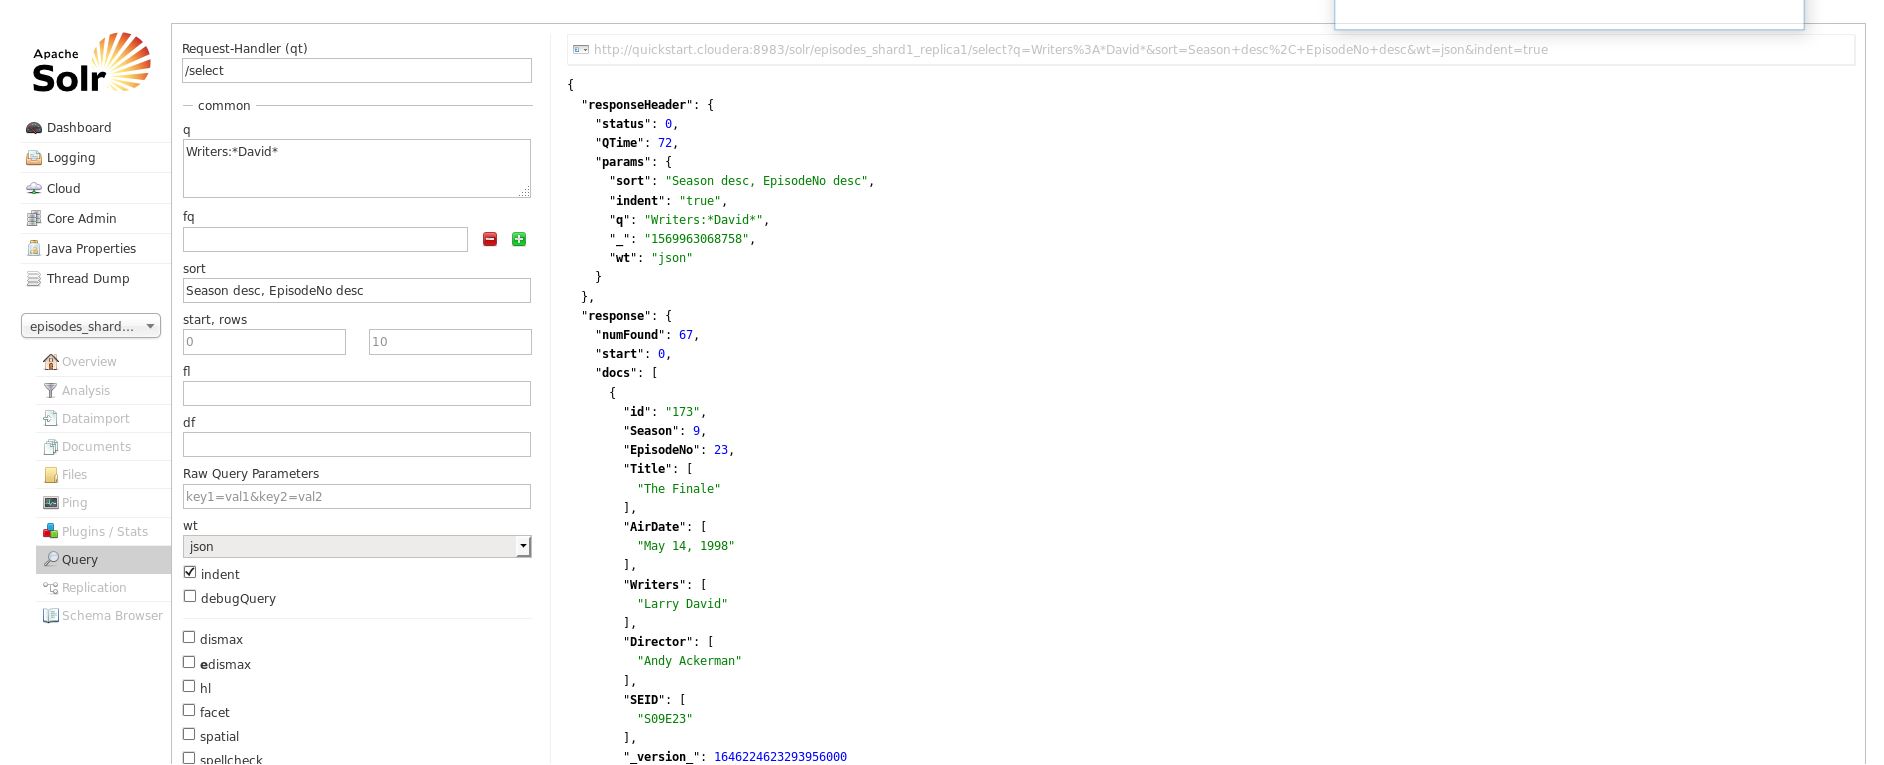 Apache
Solr
Dashboard
Logging
Cloud
Core Admin
Java Properties
Thread Dump
episodes_shard...
Overview
Analysis
Dataimport
Documents
Files
Ping
Plugins / Stats
Query
Replication
Schema Browser
Request-Handler (qt)
/select
common
q
Writers:*David*
fq
sort
Season desc, EpisodeNo desc
start, rows
0 10
fl
df
Raw Query Parameters
key1=val1&key2=val2
wt
json
indent
debugQuery
dismax
edismax
hl
facet
spatial
spellcheck
http://quickstart.cloudera:8983/solr/episodes_shard1_replica1/select?q=Writers%3A*David*&sort=Season+desc%2C+EpisodeNo+desc&wt=json&indent=true
{
"responseHeader": {
"status": 0,
"QTime": 72,
"params": {
"sort": "Season desc, EpisodeNo desc",
"indent": "true",
"q": "Writers:*David*",
"_": "1569963068758",
"wt": "json"
}
},
"response": {
"numFound": 67,
"start": 0,
"docs": [
{
"id": "173",
"Season": 9,
"EpisodeNo": 23,
"Title": [
"The Finale"
],
"AirDate": [
"May 14, 1998"
],
"Writers": [
"Larry David"
],
"Director": [
"Andy Ackerman"
],
"SEID": [
"S09E23"
],
"_version_": 1646224623293956000